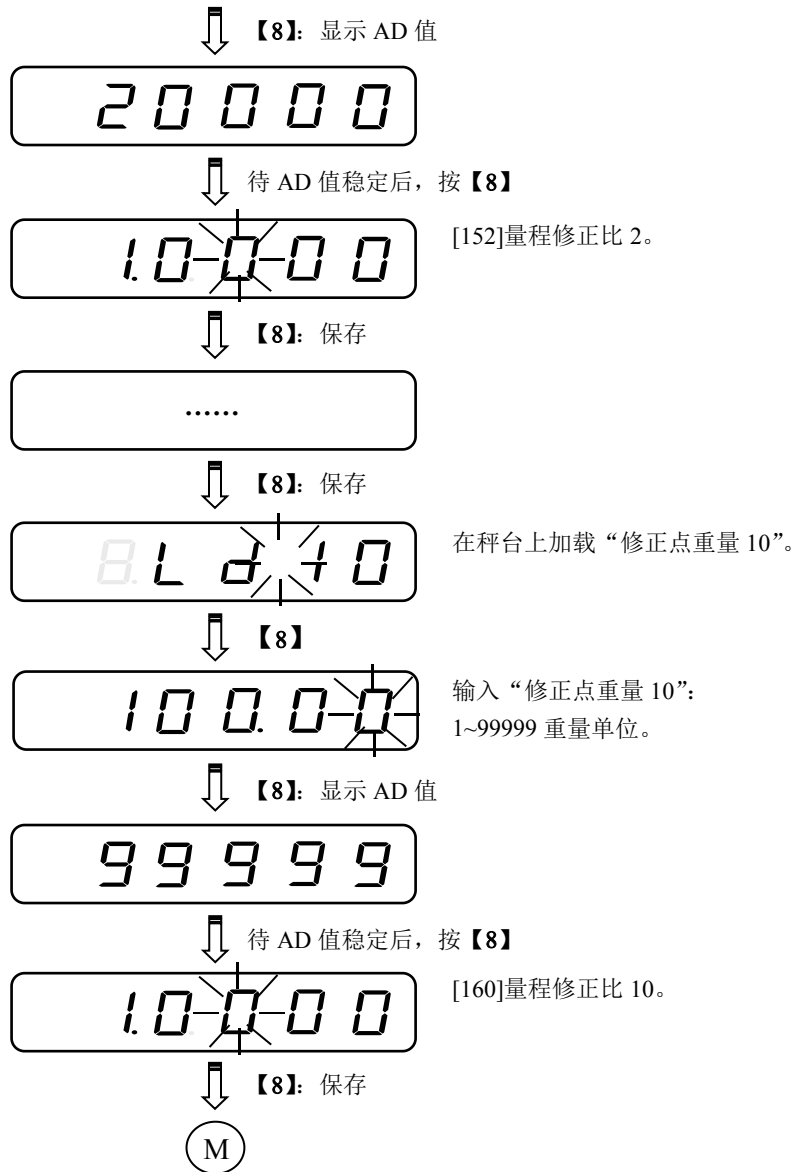 【8】：显示 AD 值
20000
待 AD 值稳定后，按【8】
1.0000
[152]量程修正比 2。
【8】：保存
......
【8】：保存
Ld 10
在秤台上加载“修正点重量 10”。
【8】
100.00
输入“修正点重量 10”：
1~99999 重量单位。
【8】：显示 AD 值
99999
待 AD 值稳定后，按【8】
1.0000
[160]量程修正比 10。
【8】：保存
M